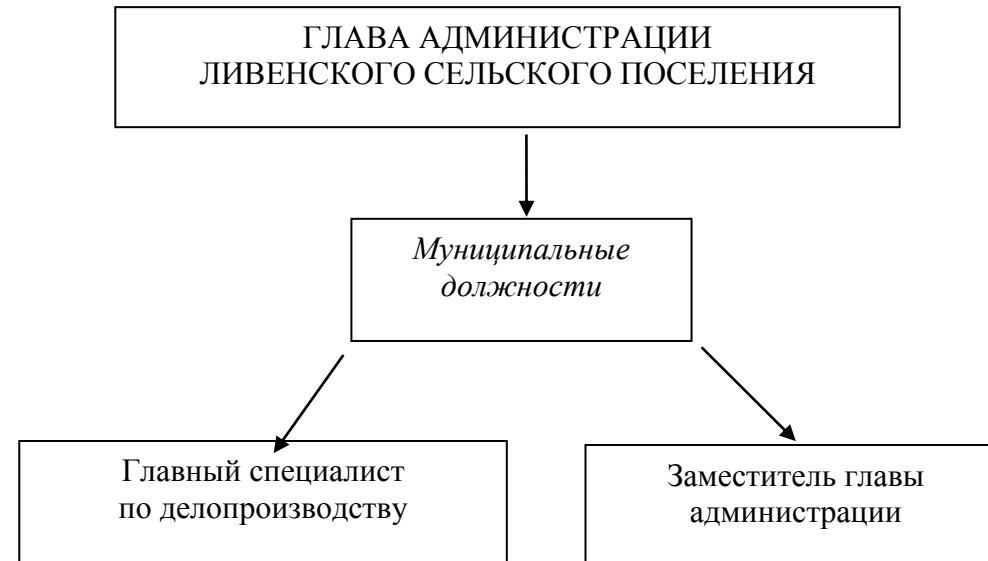 ГЛАВА АДМИНИСТРАЦИИ
ЛИВЕНСКОГО СЕЛЬСКОГО ПОСЕЛЕНИЯ
Муниципальные
должности
Главный специалист
по делопроизводству
Заместитель главы
администрации